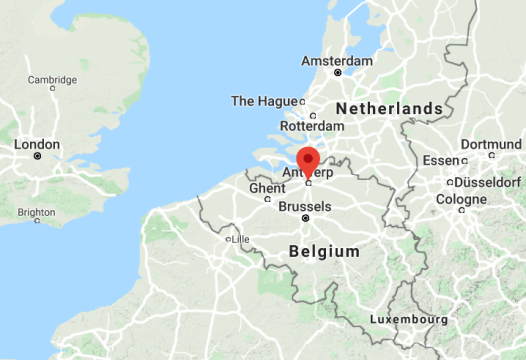 Amsterdam
Cambridge
The Hague
Netherlands
Rotterdam
London
Dortmund
Essen
Antwerp
Düsseldorf
Ghent
Cologne
Brussels
Brighton
Lille
Belgium
Luxembourg